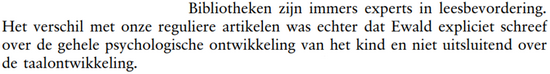 Bibliotheken zijn immers experts in leesbevordering.
Het verschil met onze reguliere artikelen was echter dat Ewald expliciet schreef
over de gehele psychologische ontwikkeling van het kind en niet uitsluitend over
de taalontwikkeling.